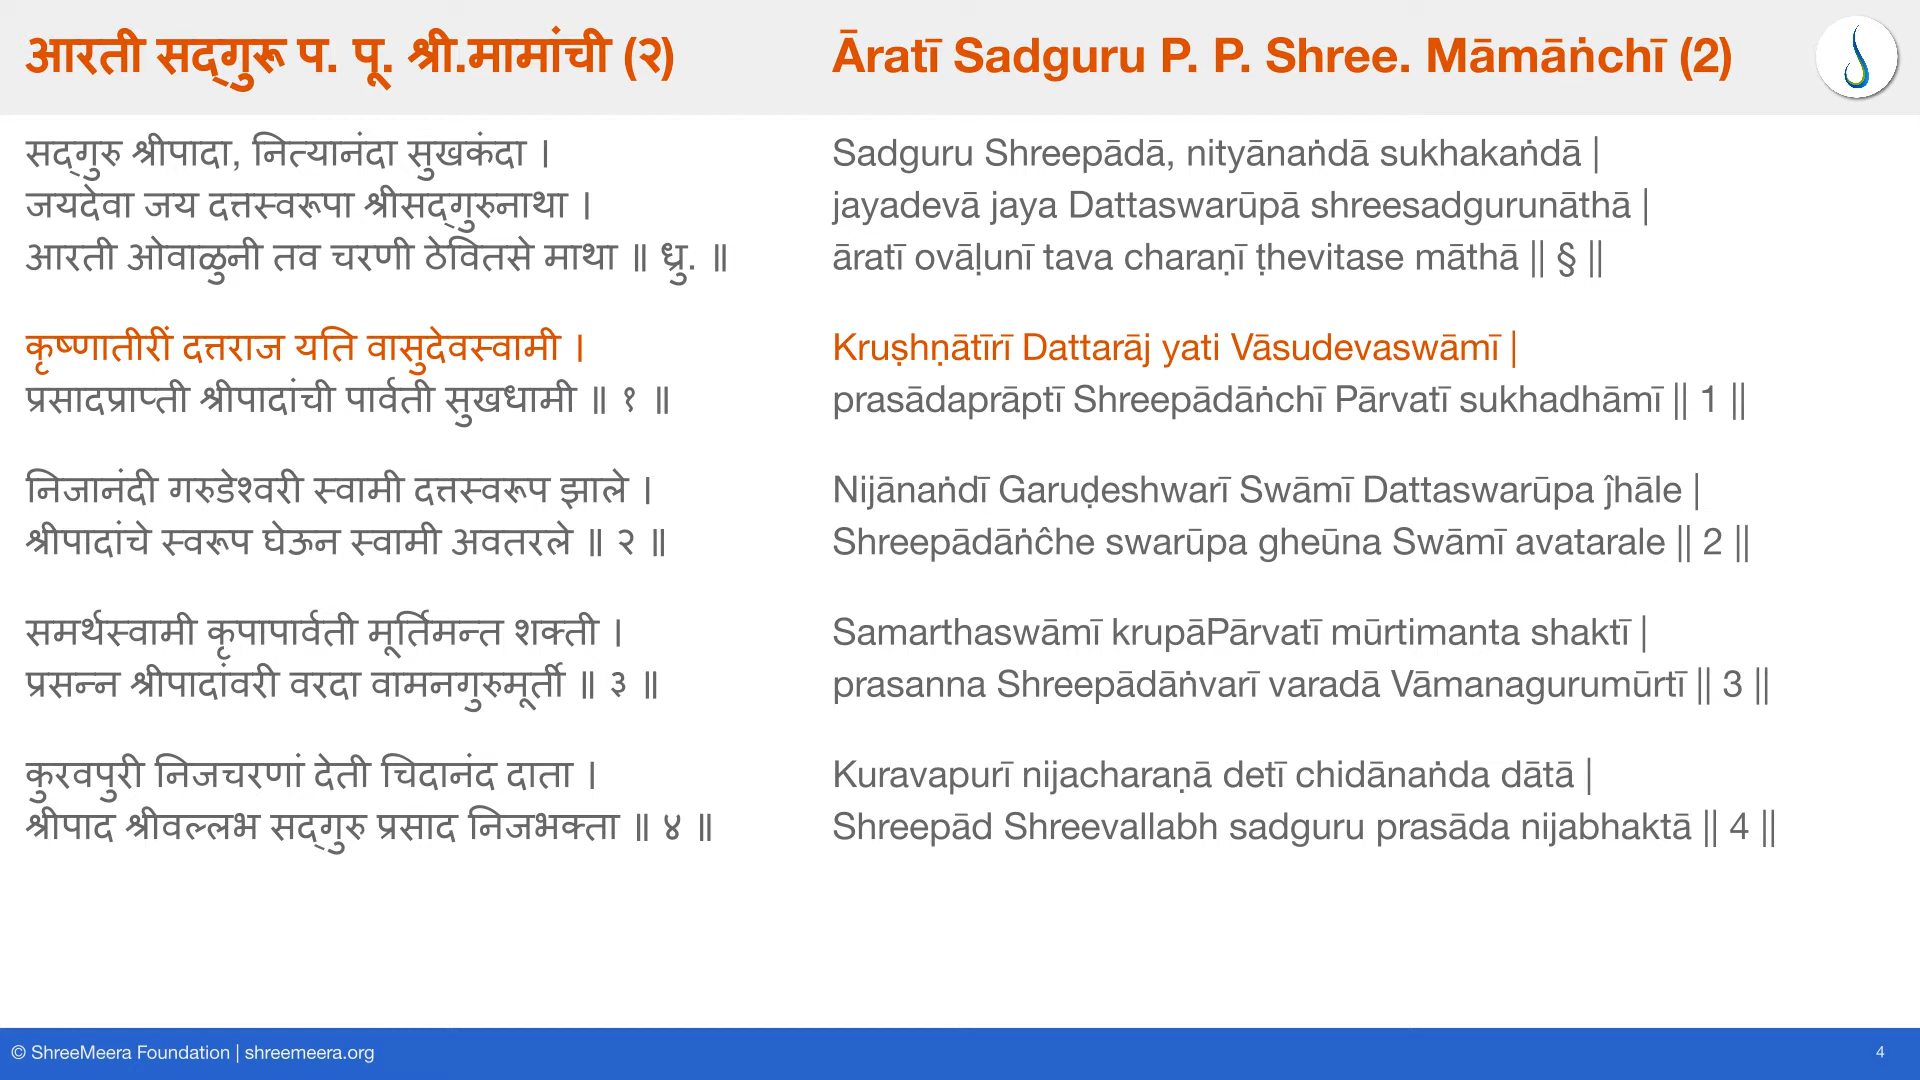 आरती सद्‌गुरू प. पू. श्री.मामांची (२)
सद्‌गुरु श्रीपादा, नित्यानंदा सुखकंदा ।
जयदेवा जय दत्तस्वरूपा श्रीसद्‌गुरुनाथा ।
आरती ओवाळुनी तव चरणी ठेवितसे माथा ॥ ध्रु. ॥
कृष्णातीरीं दत्तराज यति वासुदेवस्वामी ।
प्रसादप्राप्ती श्रीपादांची पार्वती सुखधामी ॥ १ ॥
निजानंदी गरुडेश्वरी स्वामी दत्तस्वरूप झाले ।
श्रीपादांचे स्वरूप घेऊन स्वामी अवतरले ॥ २ ॥
समर्थस्वामी कृपापार्वती मूर्तिमन्त शक्ती ।
प्रसन्न श्रीपादांवरी वरदा वामनगुरुमूर्ती ॥ ३ ॥
कुरवपुरी निजचरणां देती चिदानंद दाता ।
श्रीपाद श्रीवल्लभ सद्‌गुरु प्रसाद निजभक्ता ॥ ४ ॥
Āratī Sadguru P. P. Shree. Māmāṅchī (2)
Sadguru Shreepādā, nityānaṅdā sukhakaṅdā |
jayadevā jaya Dattaswarūpā shreesadgurunāthā |
āratī ovāḷunī tava charaṇī ṭhevitase māthā || § ||
Kruṣhṇātīrī Dattarāj yati Vāsudevaswāmī |
prasādaprāptī Shreepādāṅchī Pārvatī sukhadhāmī || 1 ||
Nijānaṅdī Garuḍeshwarī Swāmī Dattaswarūpa ĵhāle |
Shreepādāṅĉhe swarūpa gheūna Swāmī avatarale || 2 ||
Samarthaswāmī krupāPārvatī mūrtimanta shaktī |
prasanna Shreepādāṅvarī varadā Vāmanagurumūrtī || 3 ||
Kuravapurī nijacharaṇā detī chidānaṅda dātā |
Shreepād Shreevallabh sadguru prasāda nijabhaktā || 4 ||
© ShreeMeera Foundation | shreemeera.org
4